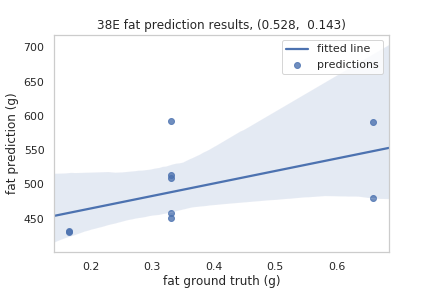 38E fat prediction results, (0.528,  0.143)
fitted line
predictions
700
650
600
550
500
450
fat prediction (g)
0.2 0.3 0.4 0.5 0.6
fat ground truth (g)